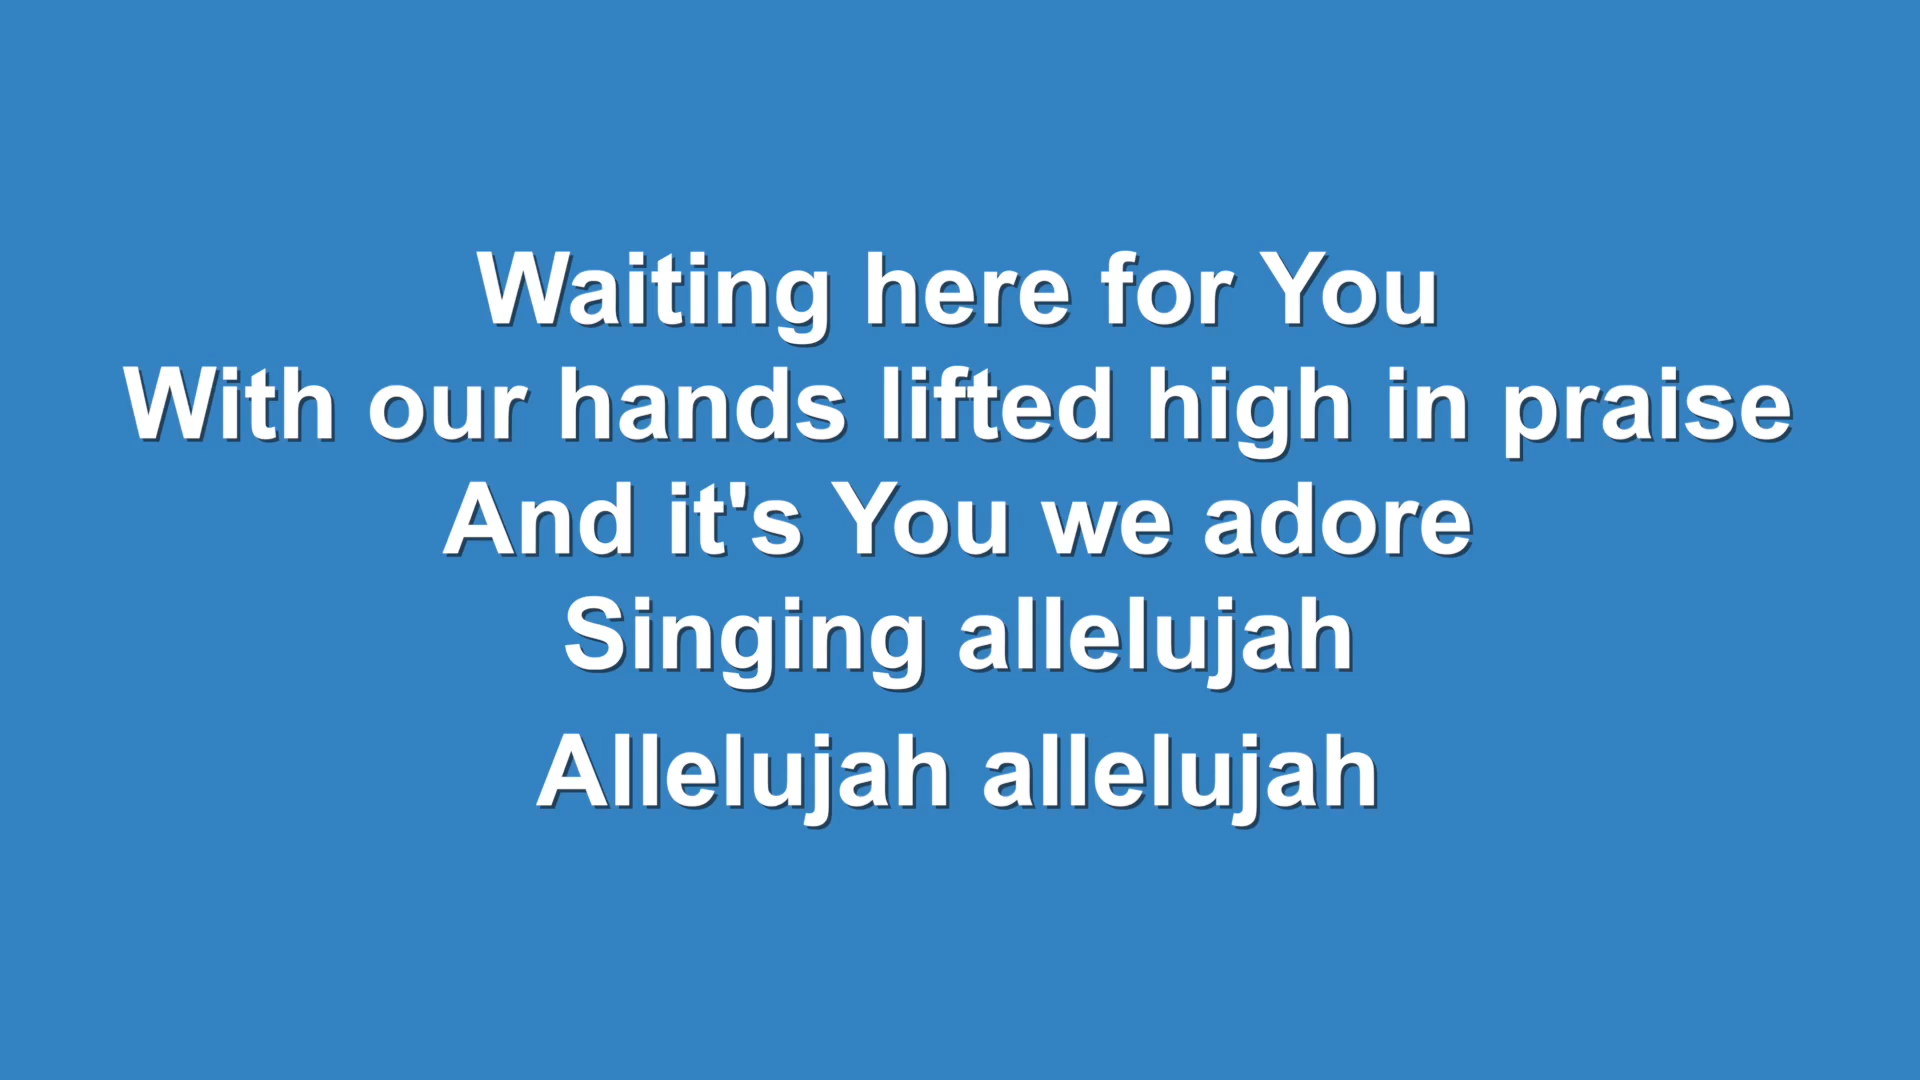 Waiting here for You
With our hands lifted high in praise
And it's You we adore
Singing allelujah
Allelujah allelujah